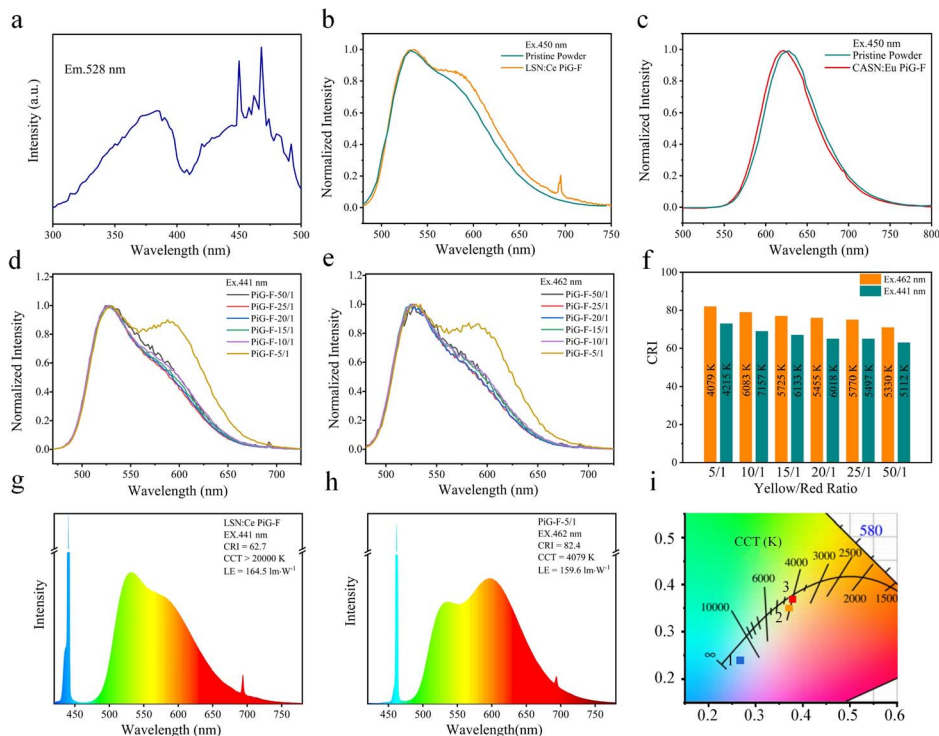 a
Em.528 nm
Intensity (a.u.)
300 350 400 450 500
Wavelength (nm)
b
Ex.450 nm
Pristine Powder
LSN:Ce PiG-F
Normalized Intensity
1.0
0.8
0.6
0.4
0.2
0.0
500 550 600 650 700 750
Wavelength (nm)
c
Ex.450 nm
Pristine Powder
CASN:Eu PiG-F
Normalized Intensity
1.0
0.8
0.6
0.4
0.2
0.0
500 550 600 650 700 750 800
Wavelength (nm)
d
Ex.441 nm
PiG-F-50/1
PiG-F-25/1
PiG-F-20/1
PiG-F-15/1
PiG-F-10/1
PiG-F-5/1
Normalized Intensity
1.2
1.0
0.8
0.6
0.4
0.2
0.0
500 550 600 650 700
Wavelength (nm)
e
Ex.462 nm
PiG-F-50/1
PiG-F-25/1
PiG-F-20/1
PiG-F-15/1
PiG-F-10/1
PiG-F-5/1
Normalized Intensity
1.2
1.0
0.8
0.6
0.4
0.2
0.0
500 550 600 650 700
Wavelength (nm)
f
Ex.462 nm
Ex.441 nm
CRI
100
80
60
40
20
0
4079 K
4215 K
6083 K
7157 K
5725 K
6133 K
5455 K
6018 K
5770 K
5497 K
5330 K
5112 K
5/1 10/1 15/1 20/1 25/1 50/1
Yellow/Red Ratio
g
LSN:Ce PiG-F
EX.441 nm
CRI = 62.7
CCT > 20000 K
LE = 164.5 lm·W⁻¹
Intensity
450 500 550 600 650 700 750
Wavelength(nm)
h
PiG-F-5/1
EX.462 nm
CRI = 82.4
CCT = 4079 K
LE = 159.6 lm·W⁻¹
Intensity
450 500 550 600 650 700 750
Wavelength(nm)
i
CCT (K)
580
0.5
0.4
0.3
0.2
∞
10000
6000
4000
3000
2500
2000
1500
1
2
3
0.2 0.3 0.4 0.5 0.6